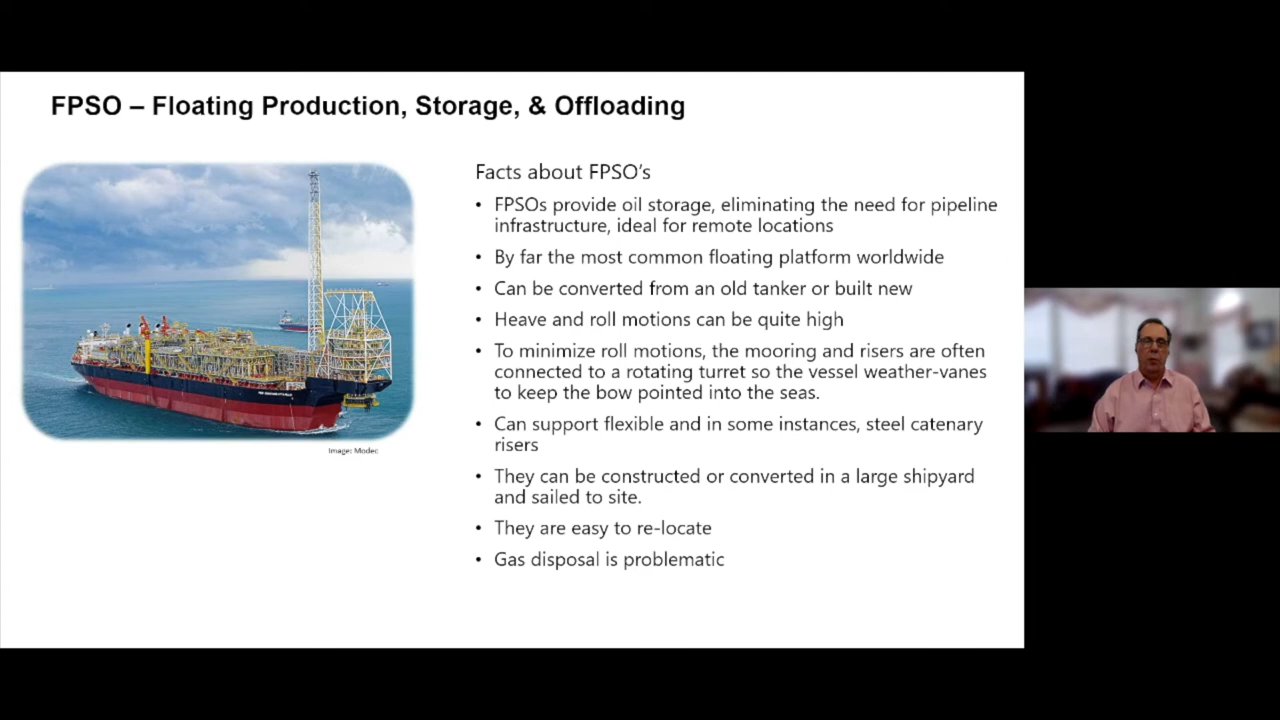 FPSO – Floating Production, Storage, & Offloading
Facts about FPSO’s
• FPSOs provide oil storage, eliminating the need for pipeline
infrastructure, ideal for remote locations
• By far the most common floating platform worldwide
• Can be converted from an old tanker or built new
• Heave and roll motions can be quite high
• To minimize roll motions, the mooring and risers are often
connected to a rotating turret so the vessel weather-vanes
to keep the bow pointed into the seas.
• Can support flexible and in some instances, steel catenary
risers
• They can be constructed or converted in a large shipyard
and sailed to site.
• They are easy to re-locate
• Gas disposal is problematic
Image: Modec